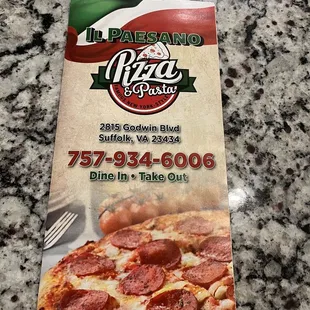 IL PAESANO
Pizza
& Pasta
NEW YORK STYLE
2815 Godwin Blvd
Suffolk, VA 23434
757-934-6006
Dine In • Take Out